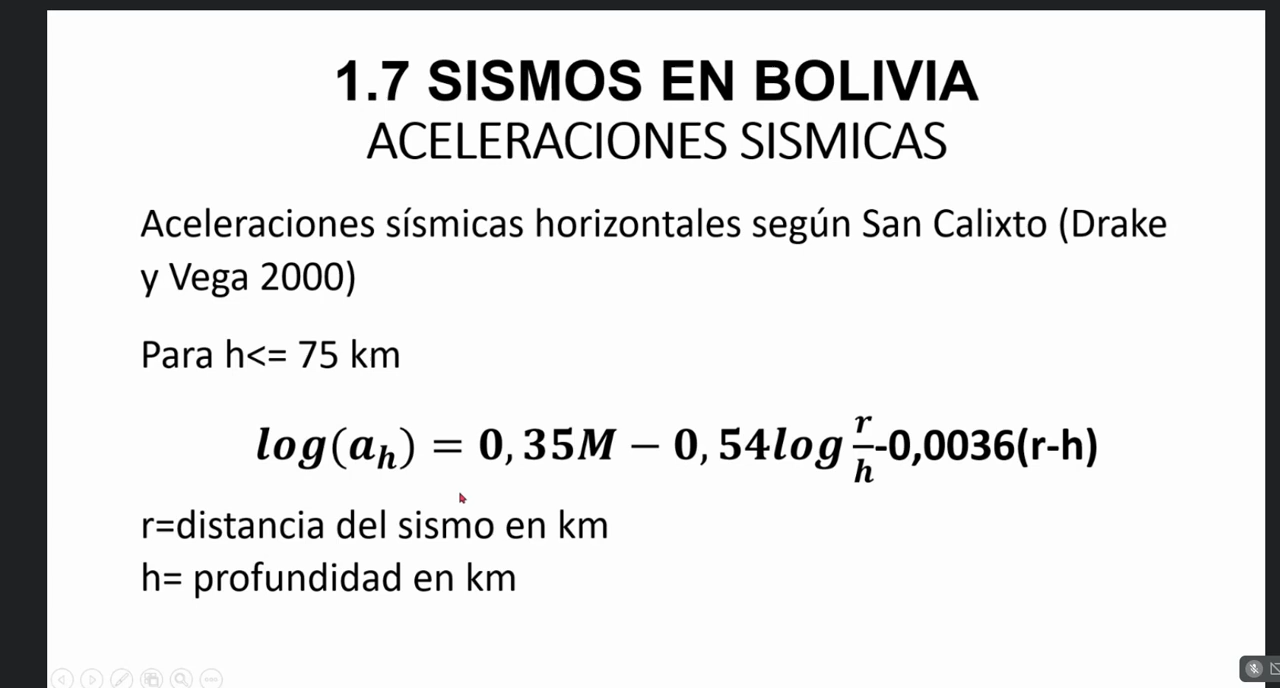 1.7 SISMOS EN BOLIVIA
ACELERACIONES SISMICAS
Aceleraciones sísmicas horizontales según San Calixto (Drake
y Vega 2000)
Para h<= 75 km
log(a_h) = 0,35M − 0,54log r/h -0,0036(r-h)
r=distancia del sismo en km
h= profundidad en km